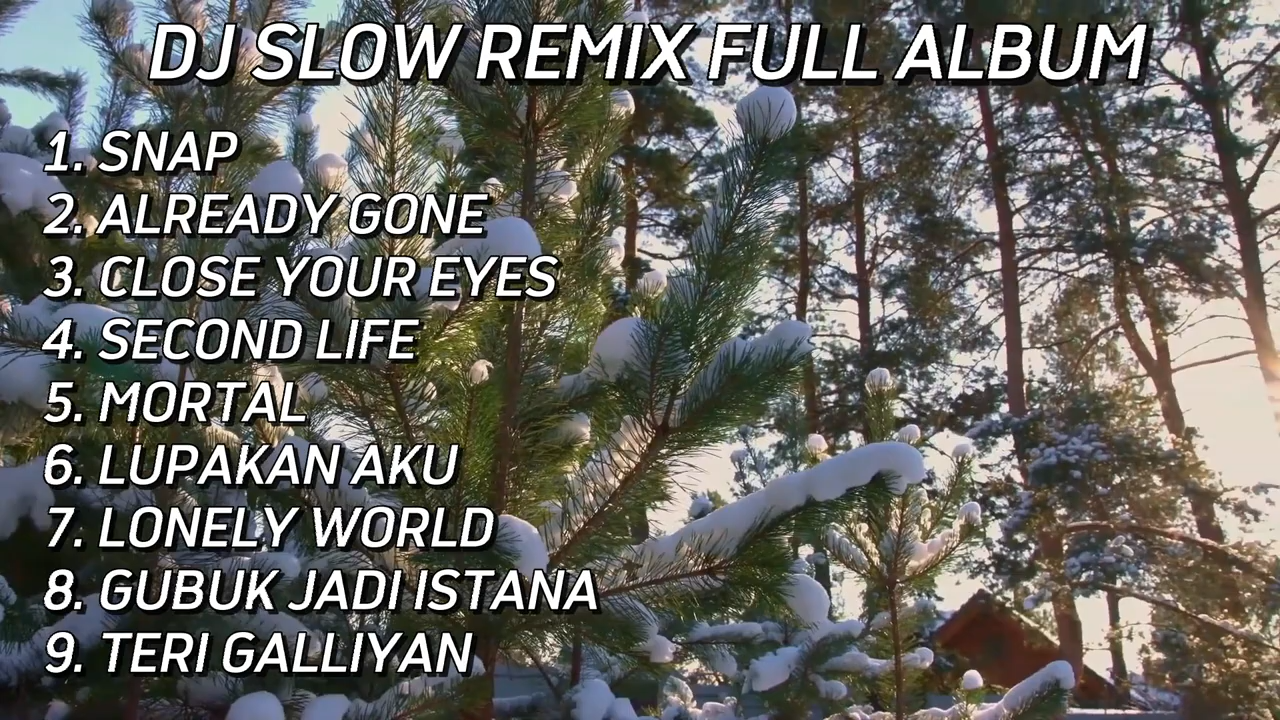 DJ SLOW REMIX FULL ALBUM
1. SNAP
2. ALREADY GONE
3. CLOSE YOUR EYES
4. SECOND LIFE
5. MORTAL
6. LUPAKAN AKU
7. LONELY WORLD
8. GUBUK JADI ISTANA
9. TERI GALLIYAN